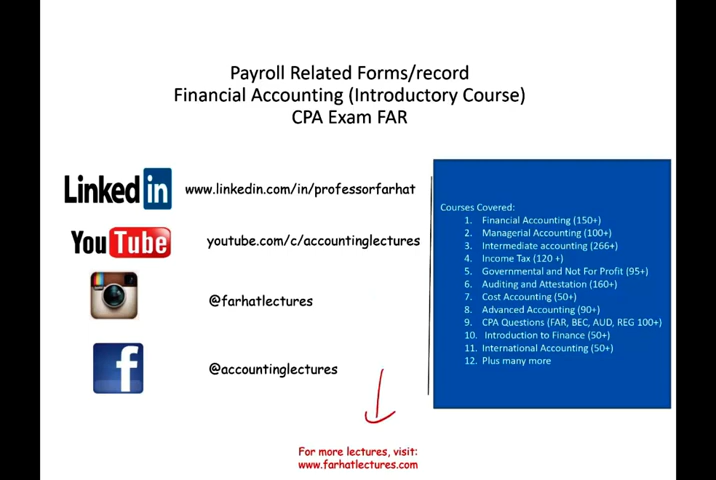 Payroll Related Forms/record
Financial Accounting (Introductory Course)
CPA Exam FAR
Linked in
www.linkedin.com/in/professorfarhat
YouTube
youtube.com/c/accountinglectures
@farhatlectures
f
@accountinglectures
Courses Covered:
1. Financial Accounting (150+)
2. Managerial Accounting (100+)
3. Intermediate accounting (266+)
4. Income Tax (120 +)
5. Governmental and Not For Profit (95+)
6. Auditing and Attestation (160+)
7. Cost Accounting (50+)
8. Advanced Accounting (90+)
9. CPA Questions (FAR, BEC, AUD, REG 100+)
10. Introduction to Finance (50+)
11. International Accounting (50+)
12. Plus many more
For more lectures, visit:
www.farhatlectures.com